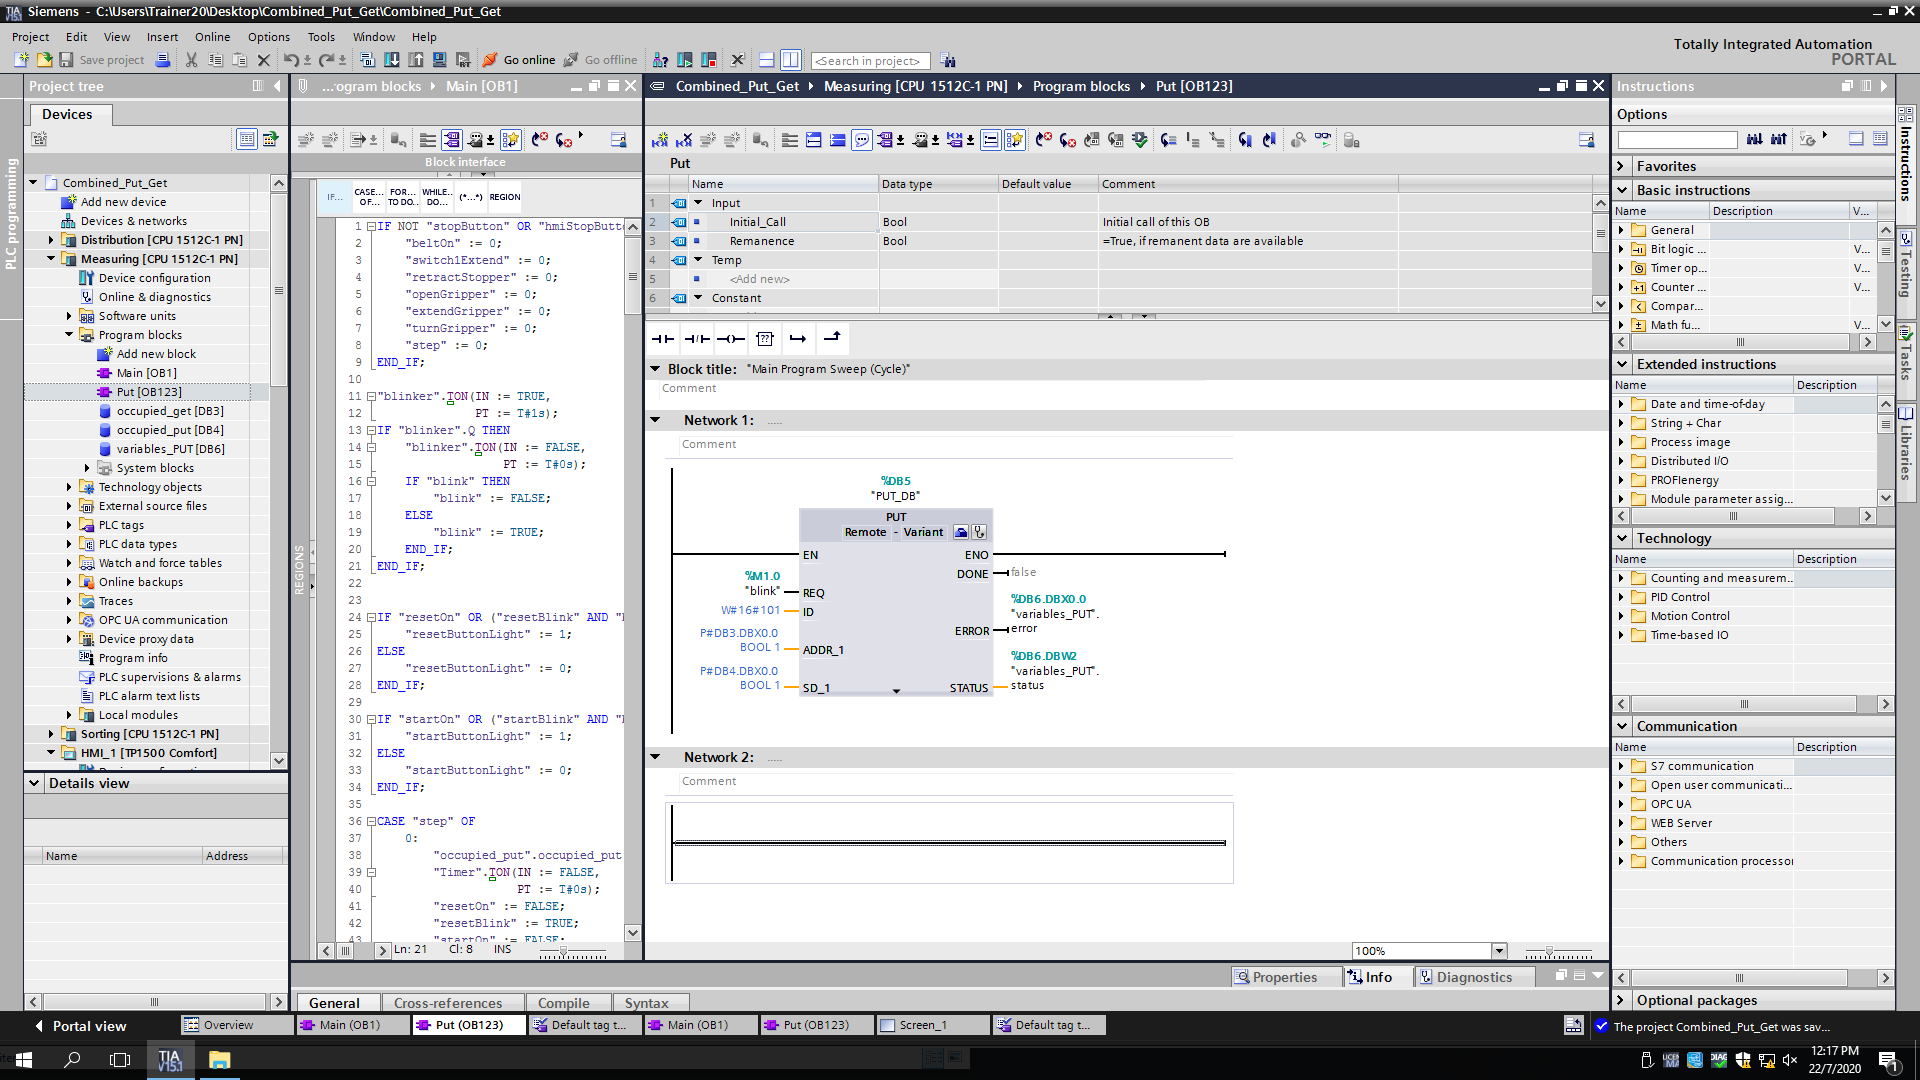 Siemens - C:\Users\Trainer20\Desktop\Combined_Put_Get\Combined_Put_Get
Project Edit View Insert Online Options Tools Window Help
Totally Integrated Automation
PORTAL
Save project
Go online
Go offline
<Search in project>
Project tree
Devices
PLC programming
Combined_Put_Get
Add new device
Devices & networks
Distribution [CPU 1512C-1 PN]
Measuring [CPU 1512C-1 PN]
Device configuration
Online & diagnostics
Software units
Program blocks
Add new block
Main [OB1]
Put [OB123]
occupied_get [DB3]
occupied_put [DB4]
variables_PUT [DB6]
System blocks
Technology objects
External source files
PLC tags
PLC data types
Watch and force tables
Online backups
Traces
OPC UA communication
Device proxy data
Program info
PLC supervisions & alarms
PLC alarm text lists
Local modules
Sorting [CPU 1512C-1 PN]
HMI_1 [TP1500 Comfort]
Details view
Name Address
...rogram blocks Main [OB1]
Block interface
IF... CASE... OF... FOR... TO DO... WHILE... DO... (*...*) REGION
REGIONS
1 IF NOT "stopButton" OR "hmiStopButt
2 "beltOn" := 0;
3 "switch1Extend" := 0;
4 "retractStopper" := 0;
5 "openGripper" := 0;
6 "extendGripper" := 0;
7 "turnGripper" := 0;
8 "step" := 0;
9 END_IF;
10
11 "blinker".TON(IN := TRUE,
12 PT := T#1s);
13 IF "blinker".Q THEN
14 "blinker".TON(IN := FALSE,
15 PT := T#0s);
16 IF "blink" THEN
17 "blink" := FALSE;
18 ELSE
19 "blink" := TRUE;
20 END_IF;
21 END_IF;
22
23
24 IF "resetOn" OR ("resetBlink" AND "
25 "resetButtonLight" := 1;
26 ELSE
27 "resetButtonLight" := 0;
28 END_IF;
29
30 IF "startOn" OR ("startBlink" AND "
31 "startButtonLight" := 1;
32 ELSE
33 "startButtonLight" := 0;
34 END_IF;
35
36 CASE "step" OF
37 0:
38 "occupied_put".occupied_put
39 "Timer".TON(IN := FALSE,
40 PT := T#0s);
41 "resetOn" := FALSE;
42 "resetBlink" := TRUE;
43 "startOn" := FALSE;
Ln: 21 Cl: 8 INS
Combined_Put_Get Measuring [CPU 1512C-1 PN] Program blocks Put [OB123]
Put
Name Data type Default value Comment
1 Input
2 Initial_Call Bool Initial call of this OB
3 Remanence Bool =True, if remanent data are available
4 Temp
5 <Add new>
6 Constant
Block title: "Main Program Sweep (Cycle)"
Comment
Network 1: .....
Comment
%DB5
"PUT_DB"
PUT
Remote - Variant
EN ENO
DONE false
%M1.0
"blink" REQ
W#16#101 ID
%DB6.DBX0.0
"variables_PUT".
ERROR error
P#DB3.DBX0.0
BOOL 1 ADDR_1
%DB6.DBW2
"variables_PUT".
P#DB4.DBX0.0
BOOL 1 SD_1 STATUS status
Network 2: .....
Comment
100%
Properties Info Diagnostics
General Cross-references Compile Syntax
Instructions
Options
Favorites
Basic instructions
Name Description V...
General
Bit logic ... V...
Timer op... V...
Counter ... V...
Compar...
Math fu... V...
Extended instructions
Name Description
Date and time-of-day
String + Char
Process image
Distributed I/O
PROFIenergy
Module parameter assig...
Technology
Name Description
Counting and measurem...
PID Control
Motion Control
Time-based IO
Communication
Name Description
S7 communication
Open user communicati...
OPC UA
WEB Server
Others
Communication processo
Optional packages
Instructions
Testing
Tasks
Libraries
Portal view Overview Main (OB1) Put (OB123) Default tag t... Main (OB1) Put (OB123) Screen_1 Default tag t...
The project Combined_Put_Get was sav...
TIA
V15.1
12:17 PM
22/7/2020
1